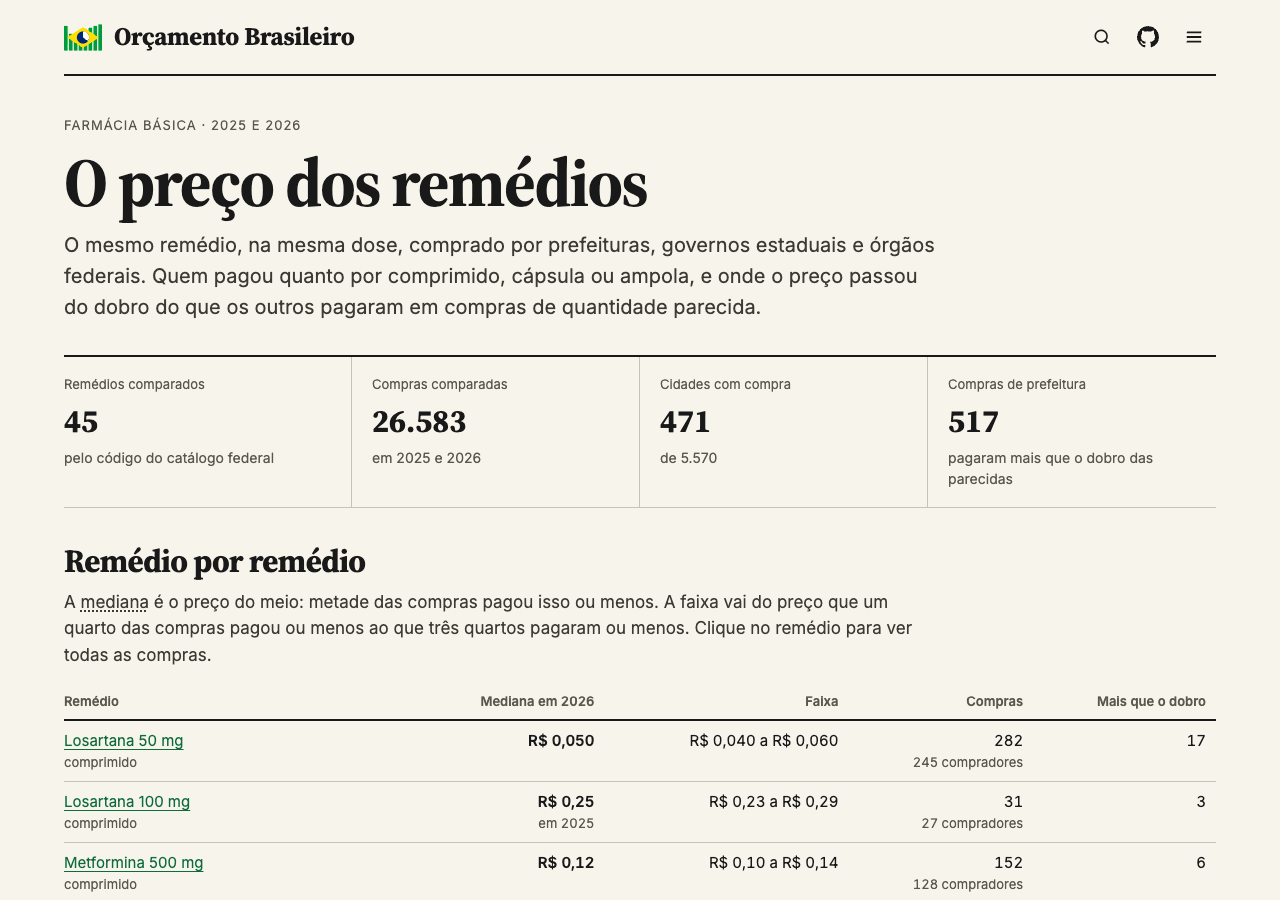 Orçamento Brasileiro
FARMÁCIA BÁSICA · 2025 E 2026
O preço dos remédios
O mesmo remédio, na mesma dose, comprado por prefeituras, governos estaduais e órgãos
federais. Quem pagou quanto por comprimido, cápsula ou ampola, e onde o preço passou
do dobro do que os outros pagaram em compras de quantidade parecida.
Remédios comparados
45
pelo código do catálogo federal
Compras comparadas
26.583
em 2025 e 2026
Cidades com compra
471
de 5.570
Compras de prefeitura
517
pagaram mais que o dobro das
parecidas
Remédio por remédio
A mediana é o preço do meio: metade das compras pagou isso ou menos. A faixa vai do preço que um
quarto das compras pagou ou menos ao que três quartos pagaram ou menos. Clique no remédio para ver
todas as compras.
Remédio Mediana em 2026 Faixa Compras Mais que o dobro
Losartana 50 mg R$ 0,050 R$ 0,040 a R$ 0,060 282 17
comprimido 245 compradores
Losartana 100 mg R$ 0,25 R$ 0,23 a R$ 0,29 31 3
comprimido em 2025 27 compradores
Metformina 500 mg R$ 0,12 R$ 0,10 a R$ 0,14 152 6
comprimido 128 compradores